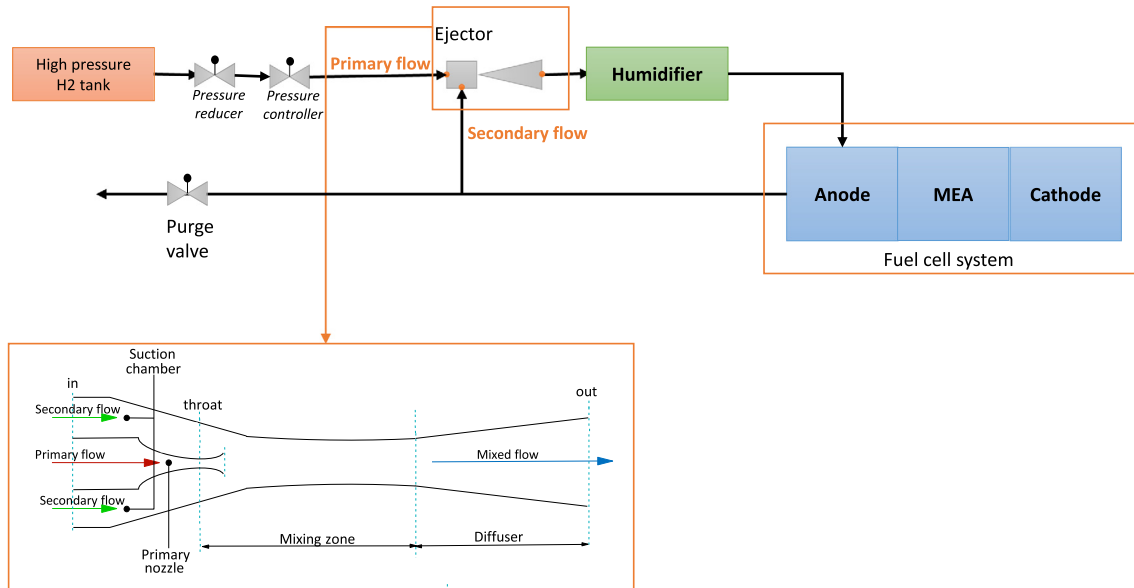 Ejector
High pressure
H2 tank
Primary flow
Humidifier
Pressure
reducer
Pressure
controller
Secondary flow
Anode
MEA
Cathode
Purge
valve
Fuel cell system
Suction
chamber
in
throat
out
Secondary flow
Primary flow
Mixed flow
Secondary flow
Mixing zone
Diffuser
Primary
nozzle